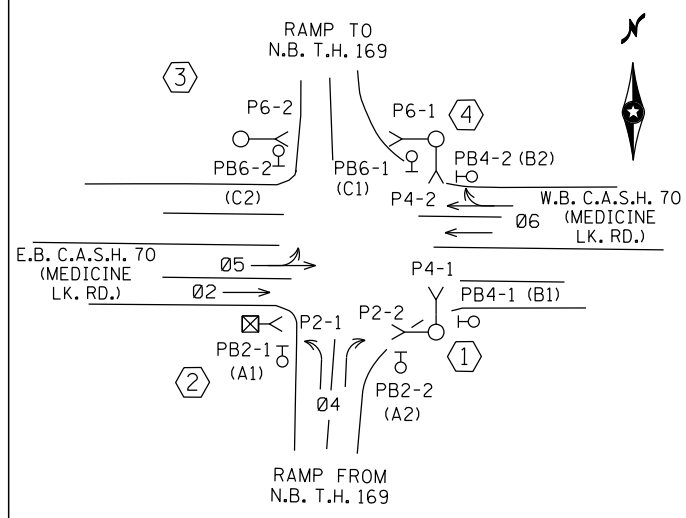 RAMP TO
N.B. T.H. 169
N
3
P6-2
P6-1
4
PB6-2
(C2)
PB6-1
(C1)
PB4-2 (B2)
P4-2
W.B. C.A.S.H. 70
(MEDICINE
LK. RD.)
Ø6
E.B. C.A.S.H. 70
(MEDICINE
LK. RD.)
Ø5
Ø2
P4-1
PB4-1 (B1)
P2-1
P2-2
PB2-1
(A1)
2
1
PB2-2
(A2)
Ø4
RAMP FROM
N.B. T.H. 169